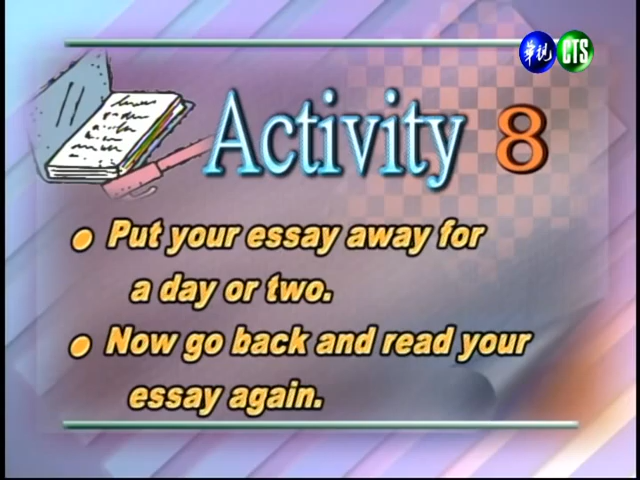 華視 CTS
Activity 8
Put your essay away for
a day or two.
Now go back and read your
essay again.